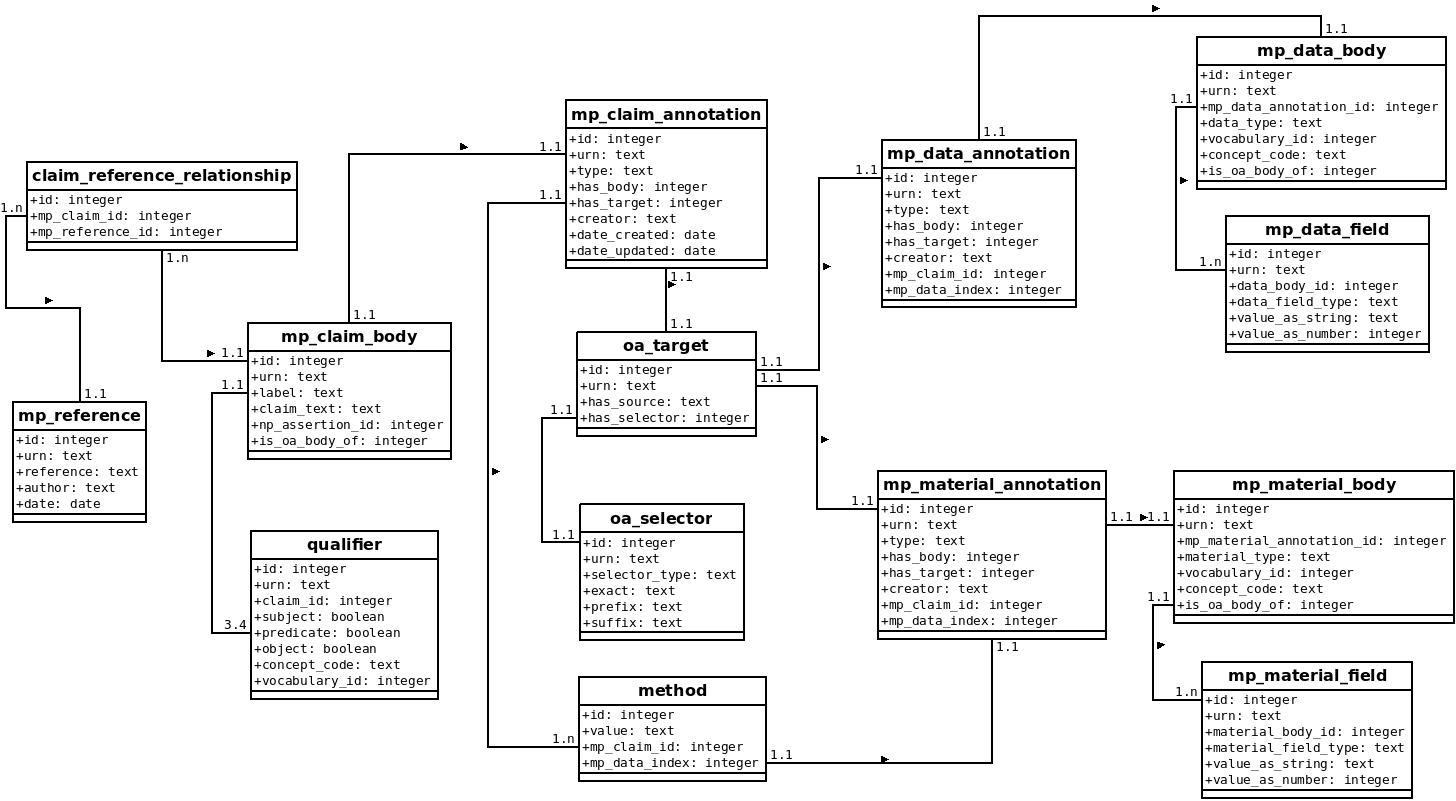 claim_reference_relationship
+id: integer
+mp_claim_id: integer
+mp_reference_id: integer
1.n
1.n
mp_reference
+id: integer
+urn: text
+reference: text
+author: text
+date: date
1.1
mp_claim_body
+id: integer
+urn: text
+label: text
+claim_text: text
+np_assertion_id: integer
+is_oa_body_of: integer
1.1
1.1
1.1
qualifier
+id: integer
+urn: text
+claim_id: integer
+subject: boolean
+predicate: boolean
+object: boolean
+concept_code: text
+vocabulary_id: integer
3.4
mp_claim_annotation
+id: integer
+urn: text
+type: text
+has_body: integer
+has_target: integer
+creator: text
+date_created: date
+date_updated: date
1.1
1.1
1.1
oa_target
+id: integer
+urn: text
+has_source: text
+has_selector: integer
1.1
1.1
1.1
1.1
oa_selector
+id: integer
+urn: text
+selector_type: text
+exact: text
+prefix: text
+suffix: text
1.1
method
+id: integer
+value: text
+mp_claim_id: integer
+mp_data_index: integer
1.n
1.1
mp_data_annotation
+id: integer
+urn: text
+type: text
+has_body: integer
+has_target: integer
+creator: text
+mp_claim_id: integer
+mp_data_index: integer
1.1
1.1
mp_material_annotation
+id: integer
+urn: text
+type: text
+has_body: integer
+has_target: integer
+creator: text
+mp_claim_id: integer
+mp_data_index: integer
1.1
1.1
1.1
mp_data_body
+id: integer
+urn: text
+mp_data_annotation_id: integer
+data_type: text
+vocabulary_id: integer
+concept_code: text
+is_oa_body_of: integer
1.1
1.1
mp_data_field
+id: integer
+urn: text
+data_body_id: integer
+data_field_type: text
+value_as_string: text
+value_as_number: integer
1.n
mp_material_body
+id: integer
+urn: text
+mp_material_annotation_id: integer
+material_type: text
+vocabulary_id: integer
+concept_code: text
+is_oa_body_of: integer
1.1
1.1
mp_material_field
+id: integer
+urn: text
+material_body_id: integer
+material_field_type: text
+value_as_string: text
+value_as_number: integer
1.n